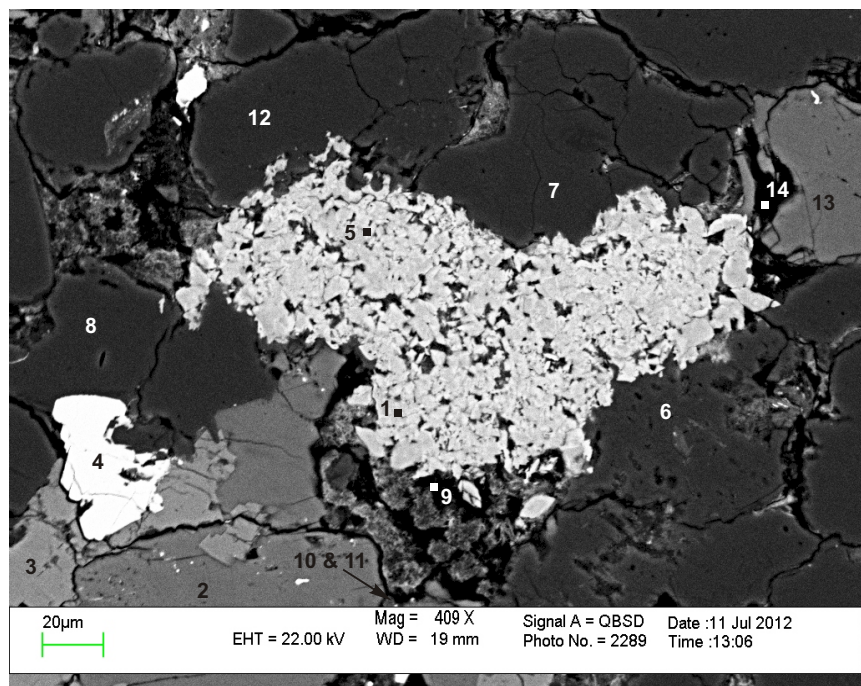 12
7
14
13
5
8
1
6
4
9
3
10 & 11
2
20µm
EHT = 22.00 kV
Mag = 409 X
WD = 19 mm
Signal A = QBSD
Photo No. = 2289
Date :11 Jul 2012
Time :13:06